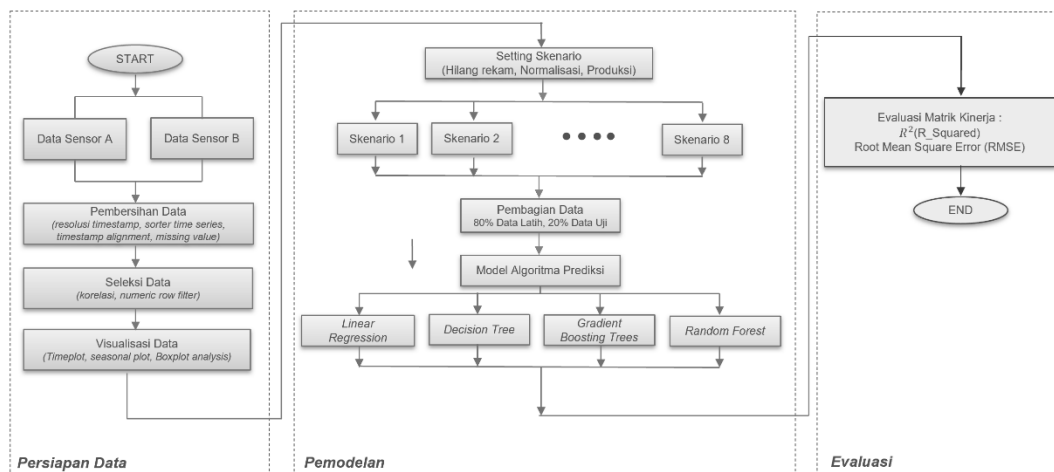 START
Data Sensor A
Data Sensor B
Pembersihan Data
(resolusi timestamp, sorter time series,
timestamp alignment, missing value)
Seleksi Data
(korelasi, numeric row filter)
Visualisasi Data
(Timeplot, seasonal plot, Boxplot analysis)
Persiapan Data
Setting Skenario
(Hilang rekam, Normalisasi, Produksi)
Skenario 1
Skenario 2
Skenario 8
Pembagian Data
80% Data Latih, 20% Data Uji
Model Algoritma Prediksi
Linear
Regression
Decision Tree
Gradient
Boosting Trees
Random Forest
Pemodelan
Evaluasi Matrik Kinerja :
R²(R_Squared)
Root Mean Square Error (RMSE)
END
Evaluasi